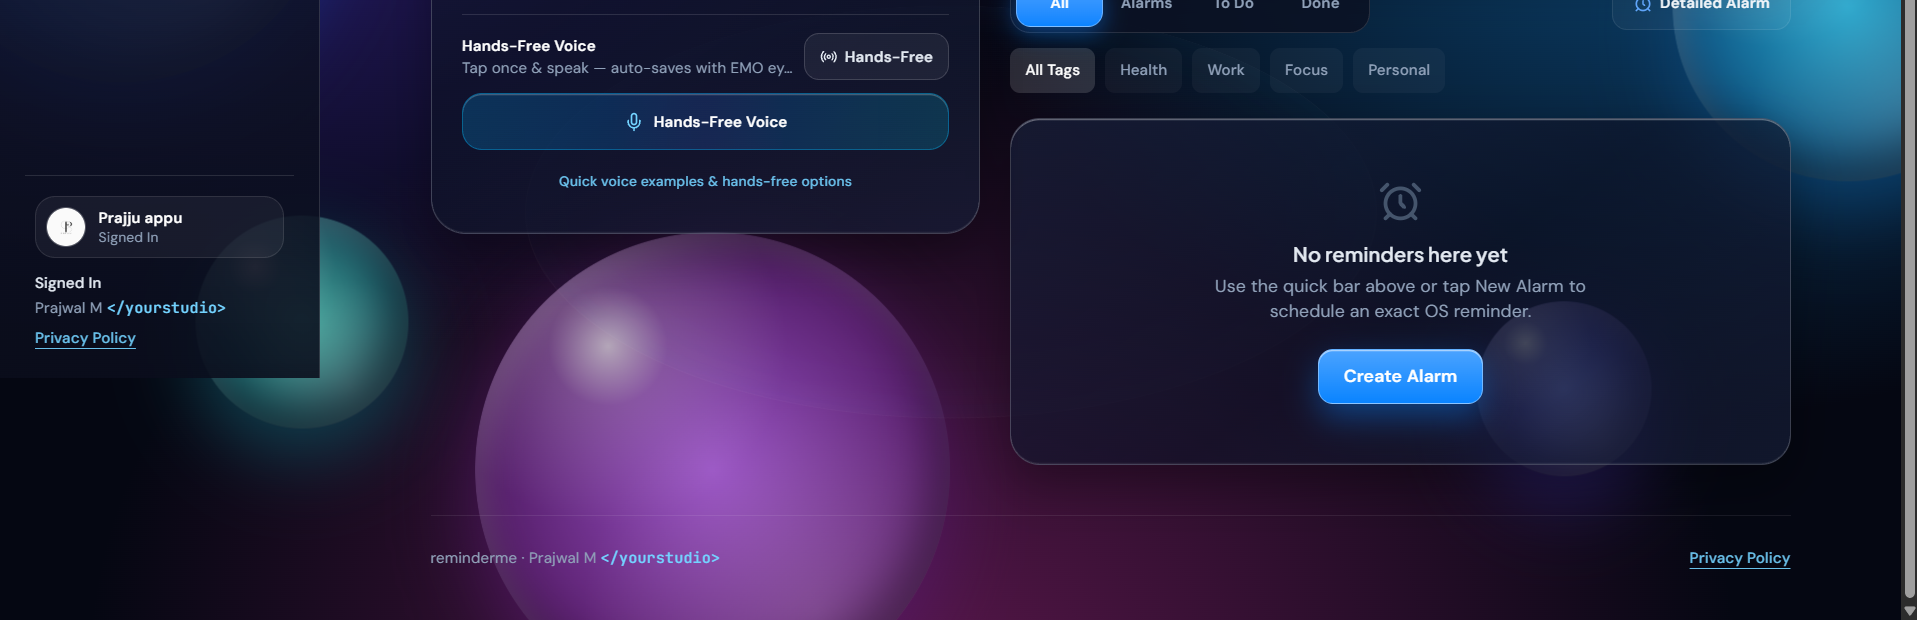 All
Alarms
To Do
Done
Detailed Alarm
Hands-Free Voice
Tap once & speak — auto-saves with EMO ey...
Hands-Free
All Tags
Health
Work
Focus
Personal
Hands-Free Voice
Quick voice examples & hands-free options
Prajju appu
Signed In
Signed In
Prajwal M </yourstudio>
Privacy Policy
No reminders here yet
Use the quick bar above or tap New Alarm to
schedule an exact OS reminder.
Create Alarm
reminderme · Prajwal M </yourstudio>
Privacy Policy